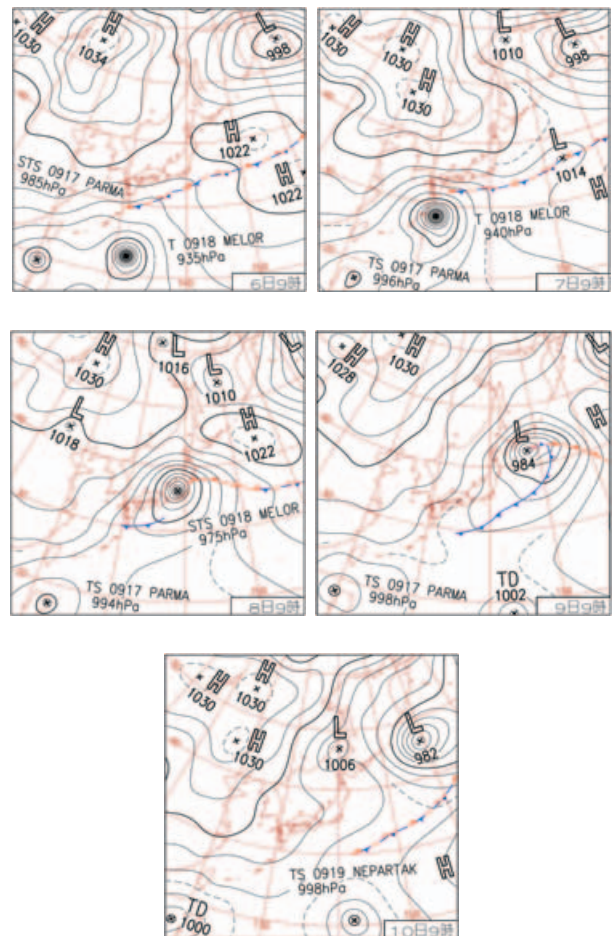 H
1030
H
1034
L
998
H
1022
H
1022
STS 0917 PARMA
985hPa
T 0918 MELOR
935hPa
6日9時
H
1030
H
1030
H
1030
L
1010
L
998
L
1014
H
T 0918 MELOR
940hPa
TS 0917 PARMA
996hPa
7日9時
H
1030
L
1016
L
1010
L
1018
H
1022
STS 0918 MELOR
975hPa
TS 0917 PARMA
994hPa
8日9時
H
1028
H
1030
H
L
984
TS 0917 PARMA
998hPa
TD
1002
9日9時
H
1030
H
1030
H
1030
L
1006
L
982
H
TS 0919 NEPARTAK
998hPa
TD
1000
10日9時